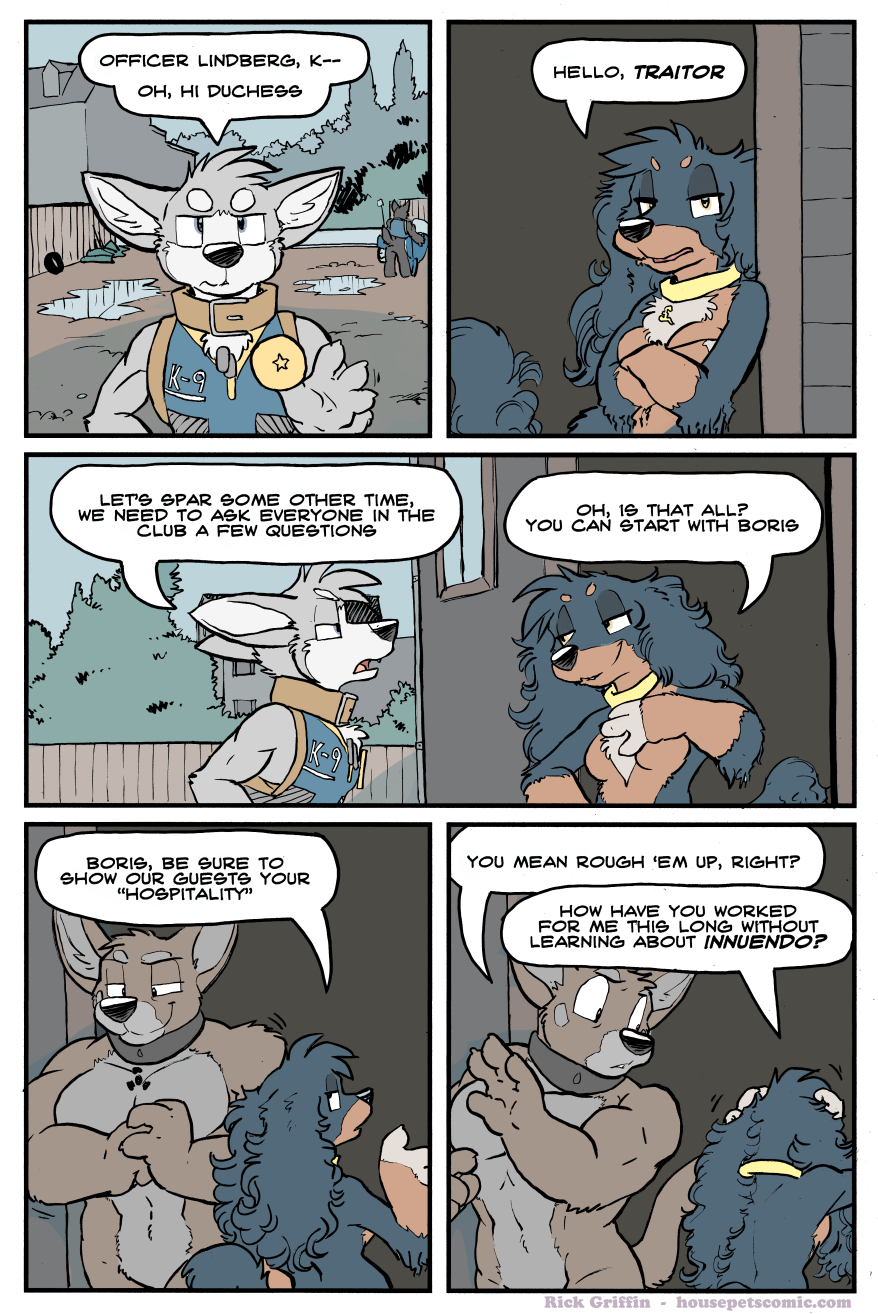 OFFICER LINDBERG, K--
OH, HI DUCHESS
HELLO, TRAITOR
K-9
LET'S SPAR SOME OTHER TIME,
WE NEED TO ASK EVERYONE IN THE
CLUB A FEW QUESTIONS
OH, IS THAT ALL?
YOU CAN START WITH BORIS
K-9
BORIS, BE SURE TO
SHOW OUR GUESTS YOUR
"HOSPITALITY"
YOU MEAN ROUGH 'EM UP, RIGHT?
HOW HAVE YOU WORKED
FOR ME THIS LONG WITHOUT
LEARNING ABOUT INNUENDO?
Rick Griffin - housepetscomic.com